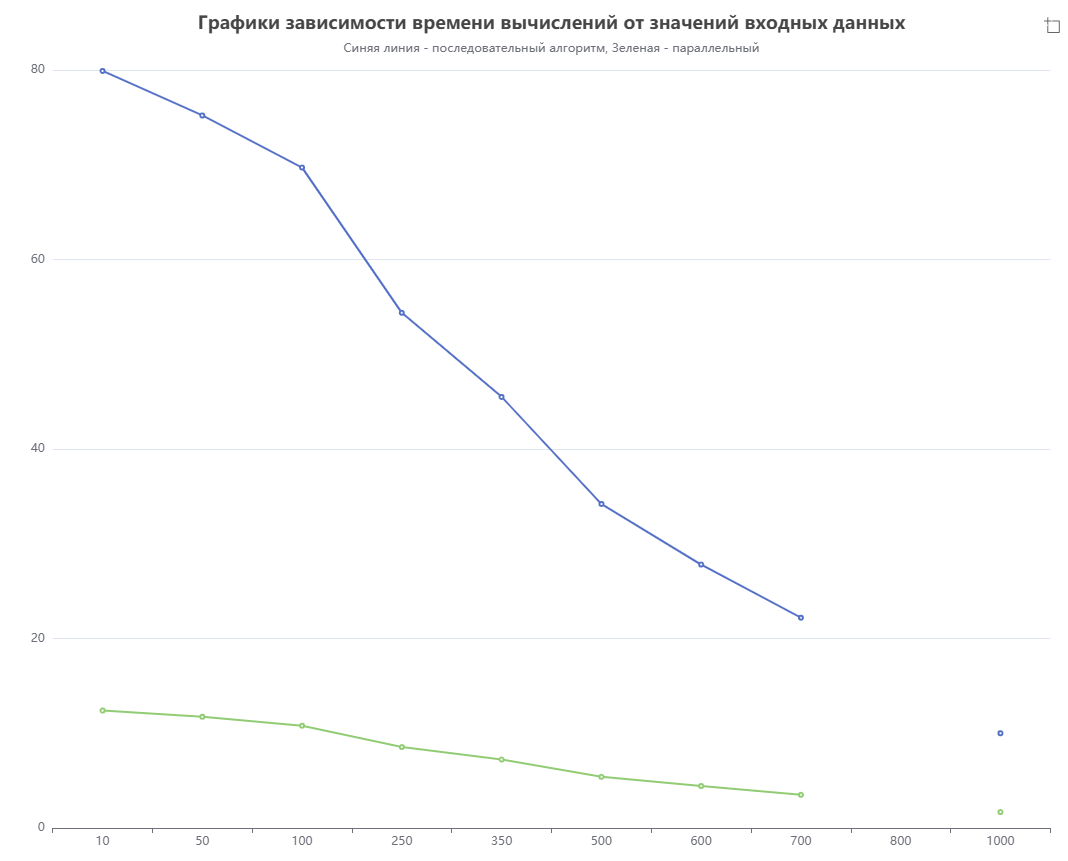 Графики зависимости времени вычислений от значений входных данных
Синяя линия - последовательный алгоритм, Зеленая - параллельный
80
60
40
20
0
10 50 100 250 350 500 600 700 800 1000